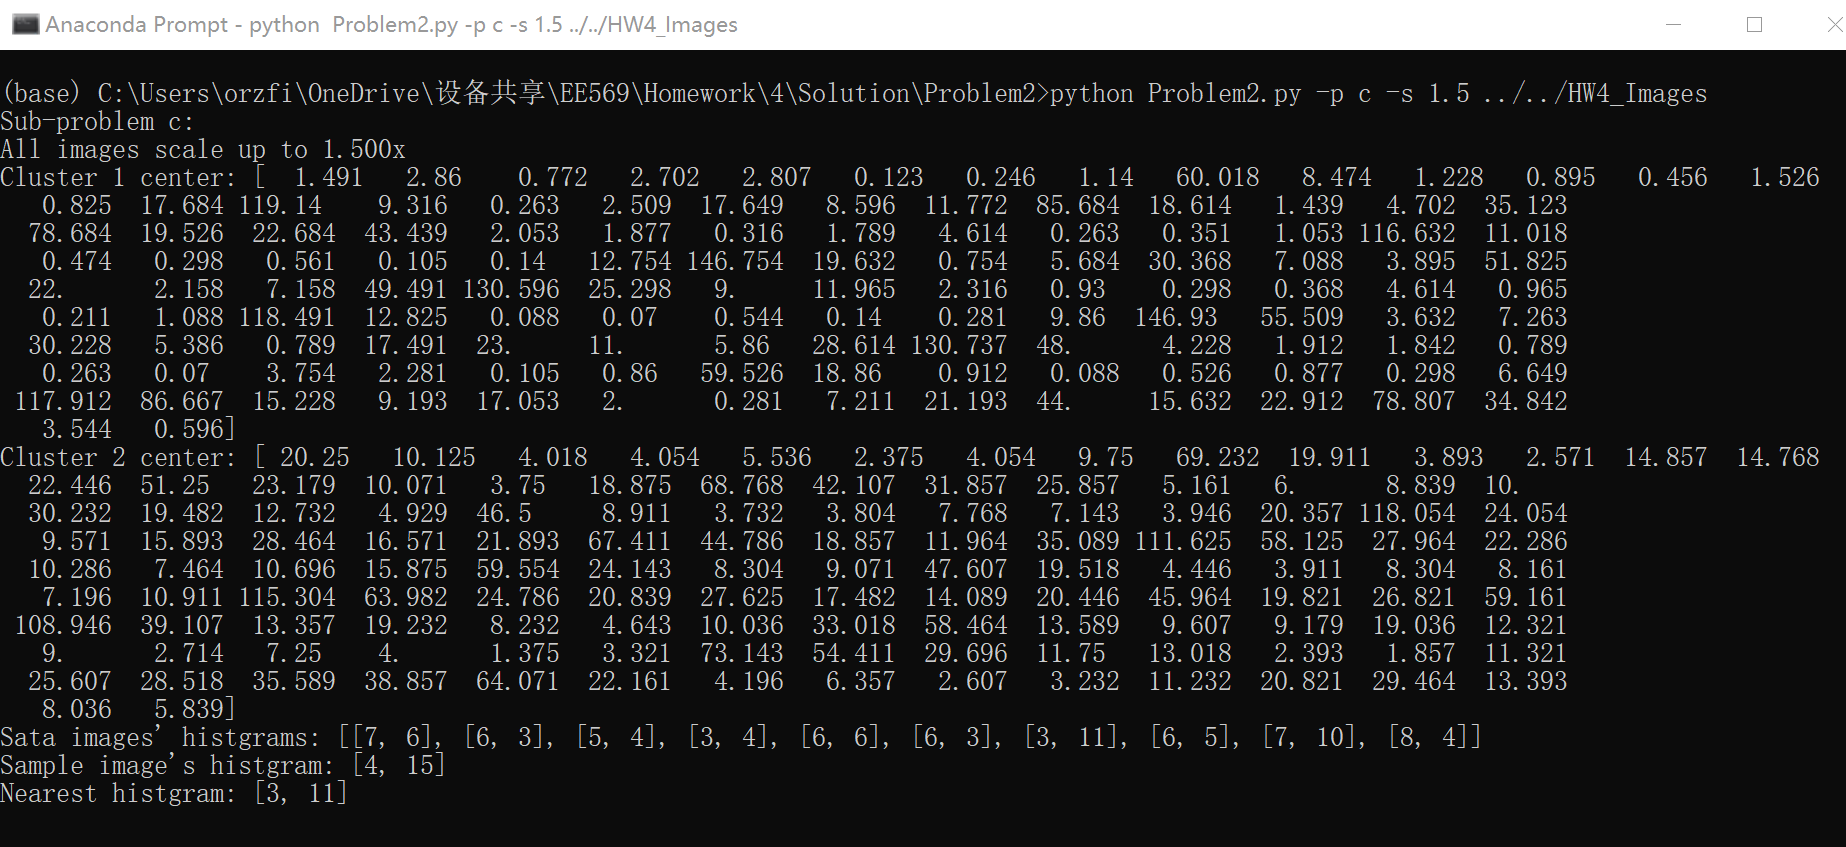 Anaconda Prompt - python  Problem2.py -p c -s 1.5 ../../HW4_Images
(base) C:\Users\orzfi\OneDrive\设备共享\EE569\Homework\4\Solution\Problem2>python Problem2.py -p c -s 1.5 ../../HW4_Images
Sub-problem c:
All images scale up to 1.500x
Cluster 1 center: [  1.491   2.86    0.772   2.702   2.807   0.123   0.246   1.14   60.018   8.474   1.228   0.895   0.456   1.526
   0.825  17.684 119.14    9.316   0.263   2.509  17.649   8.596  11.772  85.684  18.614   1.439   4.702  35.123
  78.684  19.526  22.684  43.439   2.053   1.877   0.316   1.789   4.614   0.263   0.351   1.053 116.632  11.018
   0.474   0.298   0.561   0.105   0.14   12.754 146.754  19.632   0.754   5.684  30.368   7.088   3.895  51.825
  22.      2.158   7.158  49.491 130.596  25.298   9.     11.965   2.316   0.93    0.298   0.368   4.614   0.965
   0.211   1.088 118.491  12.825   0.088   0.07    0.544   0.14    0.281   9.86  146.93   55.509   3.632   7.263
  30.228   5.386   0.789  17.491  23.     11.      5.86   28.614 130.737  48.      4.228   1.912   1.842   0.789
   0.263   0.07    3.754   2.281   0.105   0.86   59.526  18.86    0.912   0.088   0.526   0.877   0.298   6.649
 117.912  86.667  15.228   9.193  17.053   2.      0.281   7.211  21.193  44.     15.632  22.912  78.807  34.842
   3.544   0.596]
Cluster 2 center: [ 20.25   10.125   4.018   4.054   5.536   2.375   4.054   9.75   69.232  19.911   3.893   2.571  14.857  14.768
  22.446  51.25   23.179  10.071   3.75   18.875  68.768  42.107  31.857  25.857   5.161   6.      8.839  10.
  30.232  19.482  12.732   4.929  46.5     8.911   3.732   3.804   7.768   7.143   3.946  20.357 118.054  24.054
   9.571  15.893  28.464  16.571  21.893  67.411  44.786  18.857  11.964  35.089 111.625  58.125  27.964  22.286
  10.286   7.464  10.696  15.875  59.554  24.143   8.304   9.071  47.607  19.518   4.446   3.911   8.304   8.161
   7.196  10.911 115.304  63.982  24.786  20.839  27.625  17.482  14.089  20.446  45.964  19.821  26.821  59.161
 108.946  39.107  13.357  19.232   8.232   4.643  10.036  33.018  58.464  13.589   9.607   9.179  19.036  12.321
   9.      2.714   7.25    4.      1.375   3.321  73.143  54.411  29.696  11.75   13.018   2.393   1.857  11.321
  25.607  28.518  35.589  38.857  64.071  22.161   4.196   6.357   2.607   3.232  11.232  20.821  29.464  13.393
   8.036   5.839]
Sata images' histgrams: [[7, 6], [6, 3], [5, 4], [3, 4], [6, 6], [6, 3], [3, 11], [6, 5], [7, 10], [8, 4]]
Sample image's histgram: [4, 15]
Nearest histgram: [3, 11]